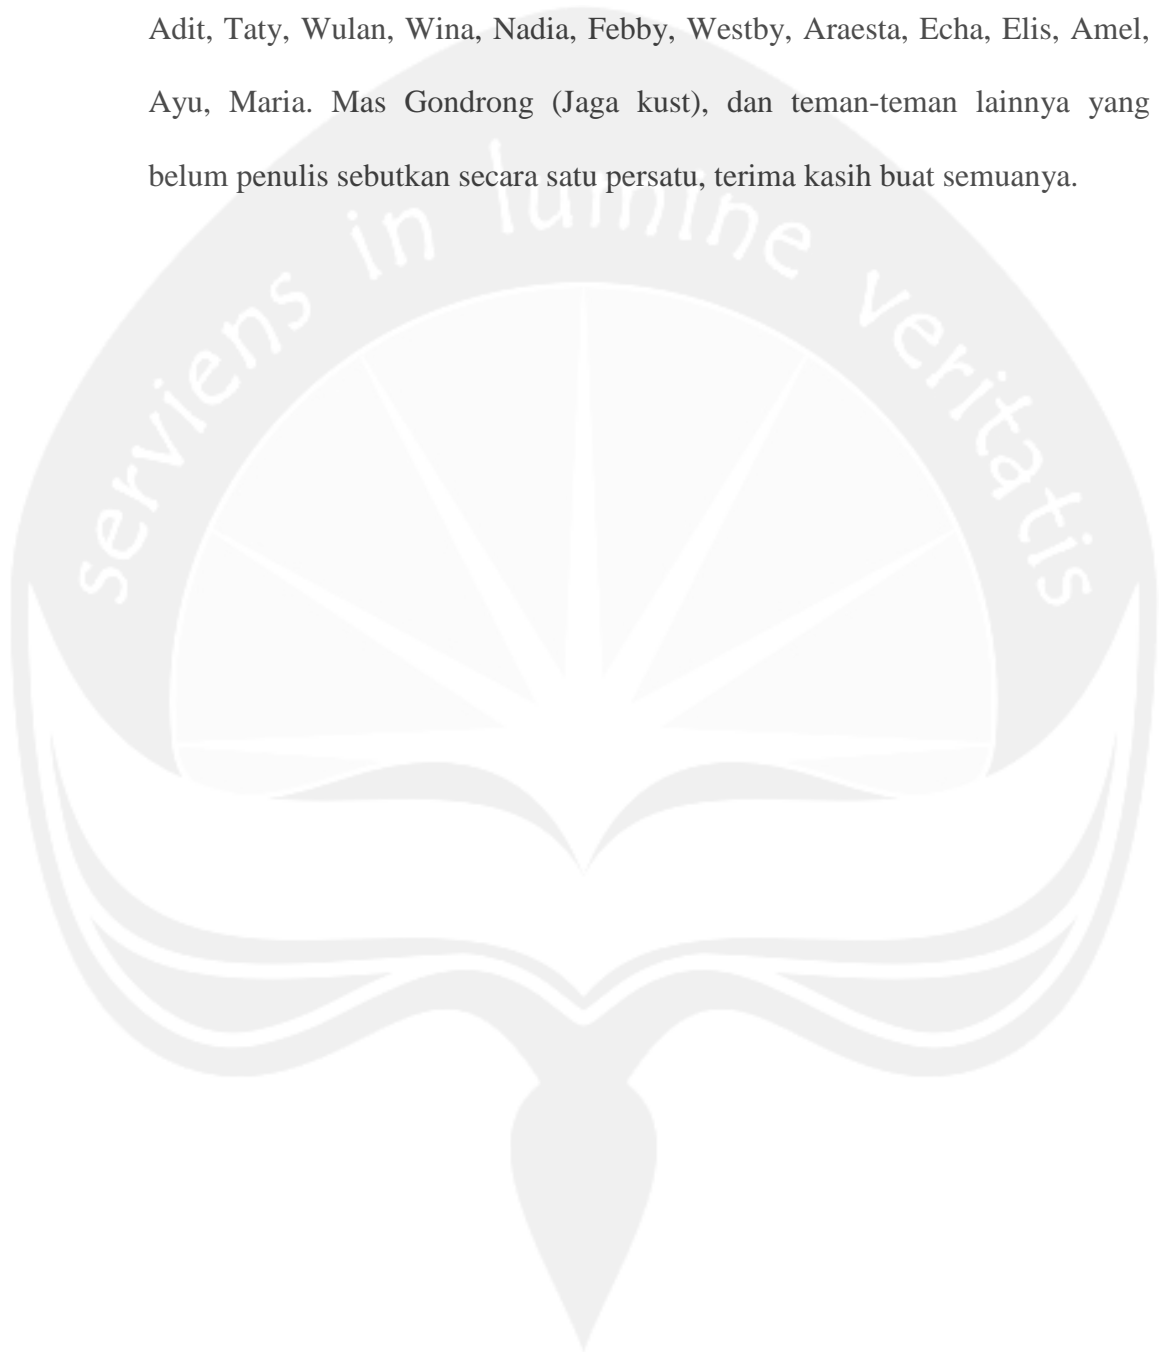 Adit, Taty, Wulan, Wina, Nadia, Febby, Westby, Araesta, Echa, Elis, Amel,
Ayu, Maria. Mas Gondrong (Jaga kust), dan teman-teman lainnya yang
belum penulis sebutkan secara satu persatu, terima kasih buat semuanya.
serviens in lumine veritatis